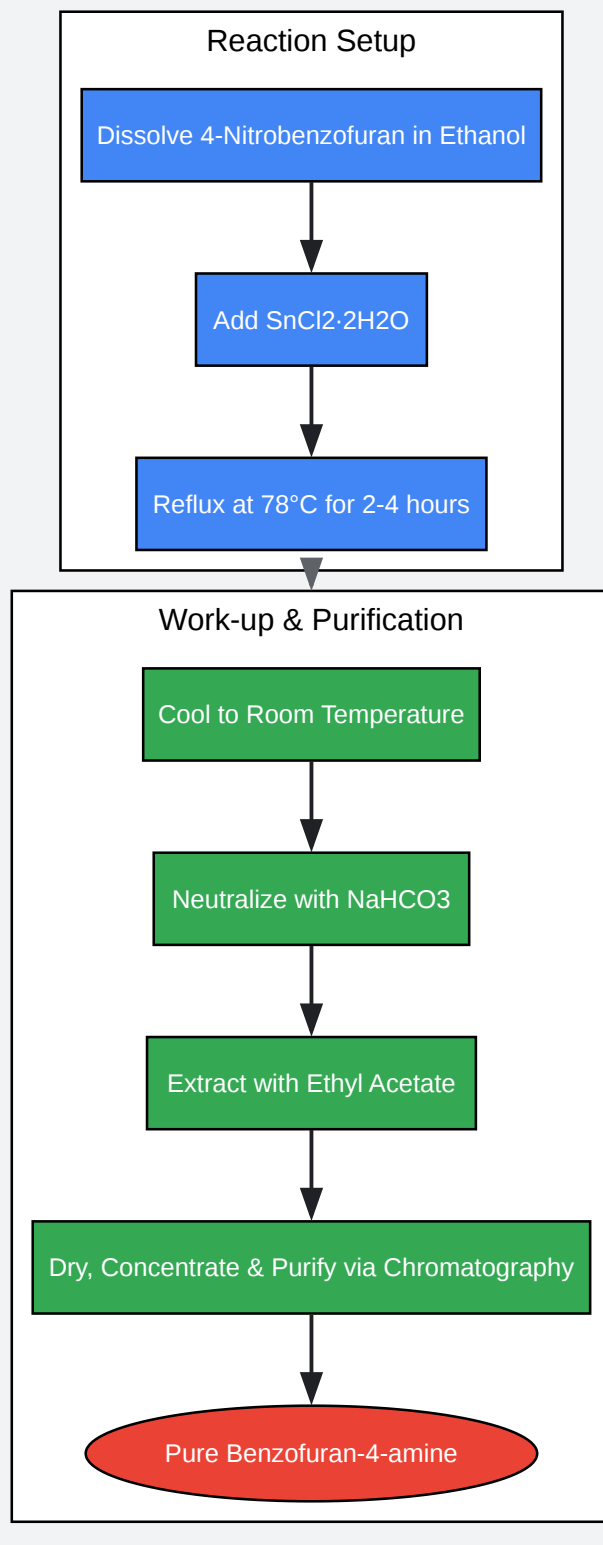 Reaction Setup
Dissolve 4-Nitrobenzofuran in Ethanol
Add SnCl2·2H2O
Reflux at 78°C for 2-4 hours
Work-up & Purification
Cool to Room Temperature
Neutralize with NaHCO3
Extract with Ethyl Acetate
Dry, Concentrate & Purify via Chromatography
Pure Benzofuran-4-amine